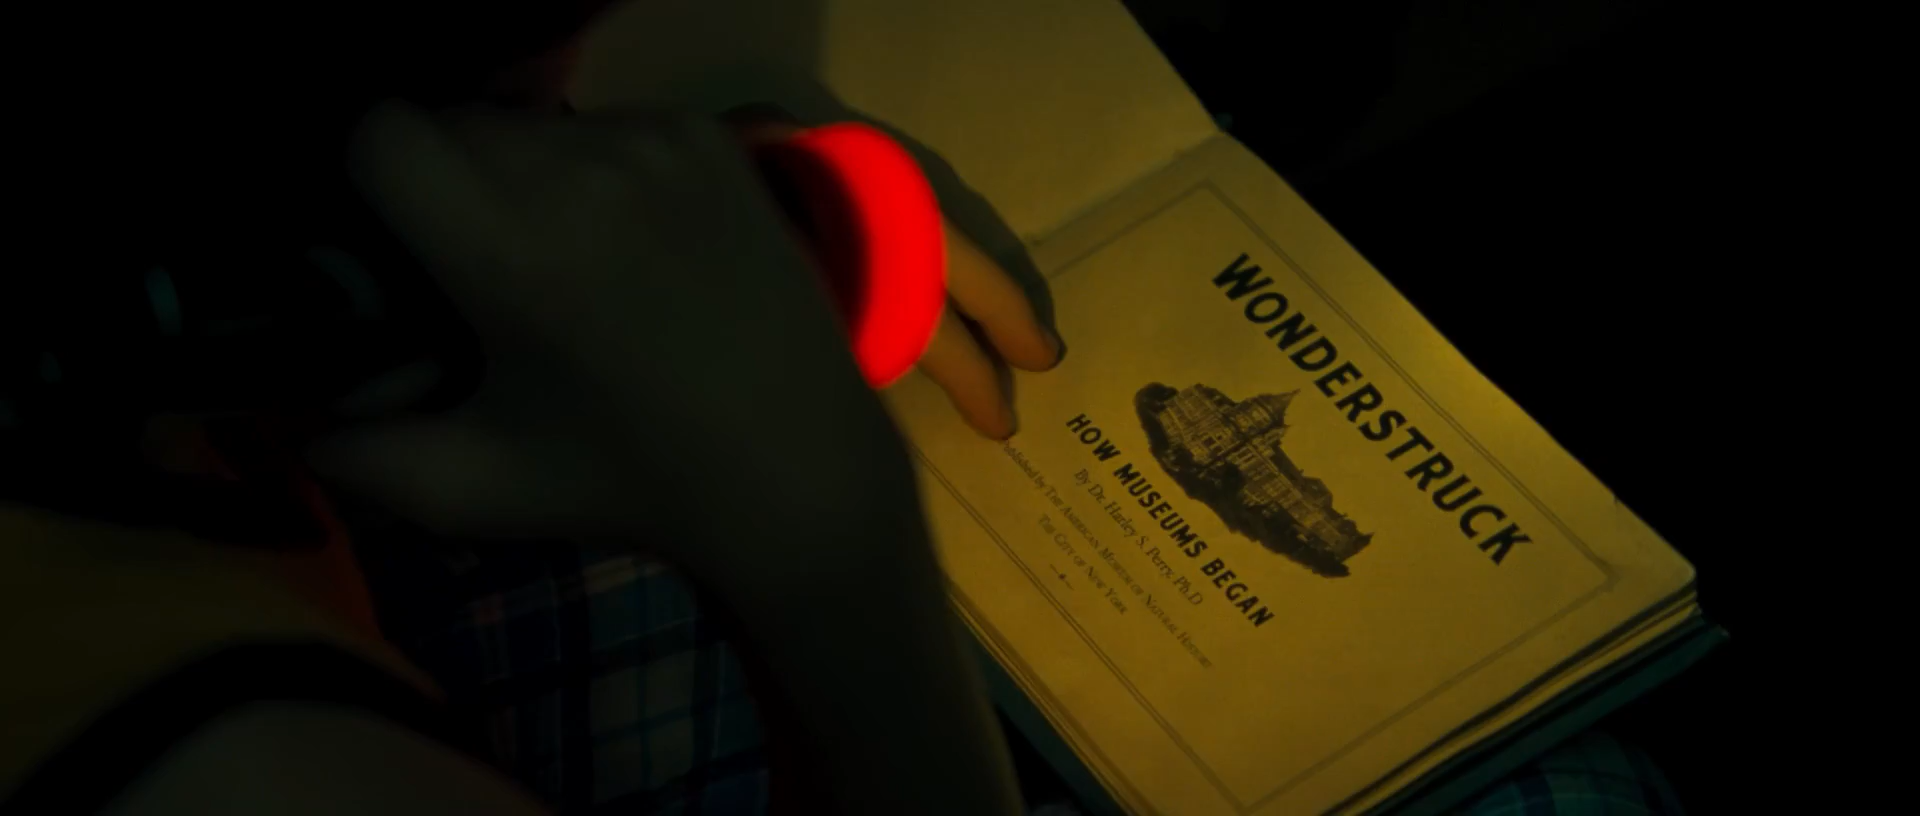 WONDERSTRUCK
HOW MUSEUMS BEGAN
By Dr. Harley S. Perry, Ph.D
Published by THE AMERICAN MUSEUM OF NATURAL HISTORY
THE CITY OF NEW YORK